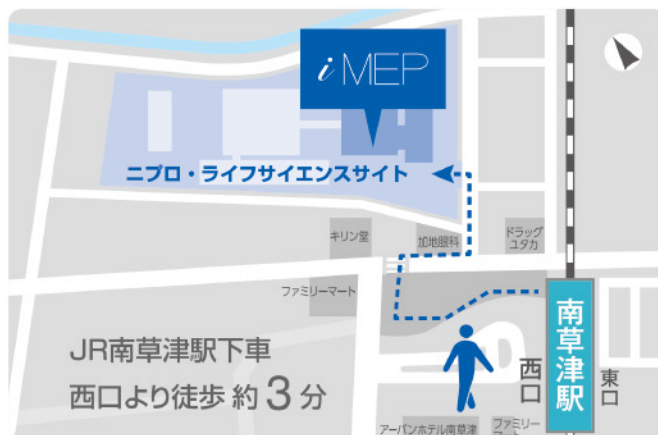 i MEP
ニプロ・ライフサイエンスサイト
キリン堂
加地眼科
ドラッグ
ユタカ
ファミリーマート
JR南草津駅下車
西口より徒歩 約 3 分
西口
南草津駅
東口
アーバンホテル南草津
ファミリー
マート